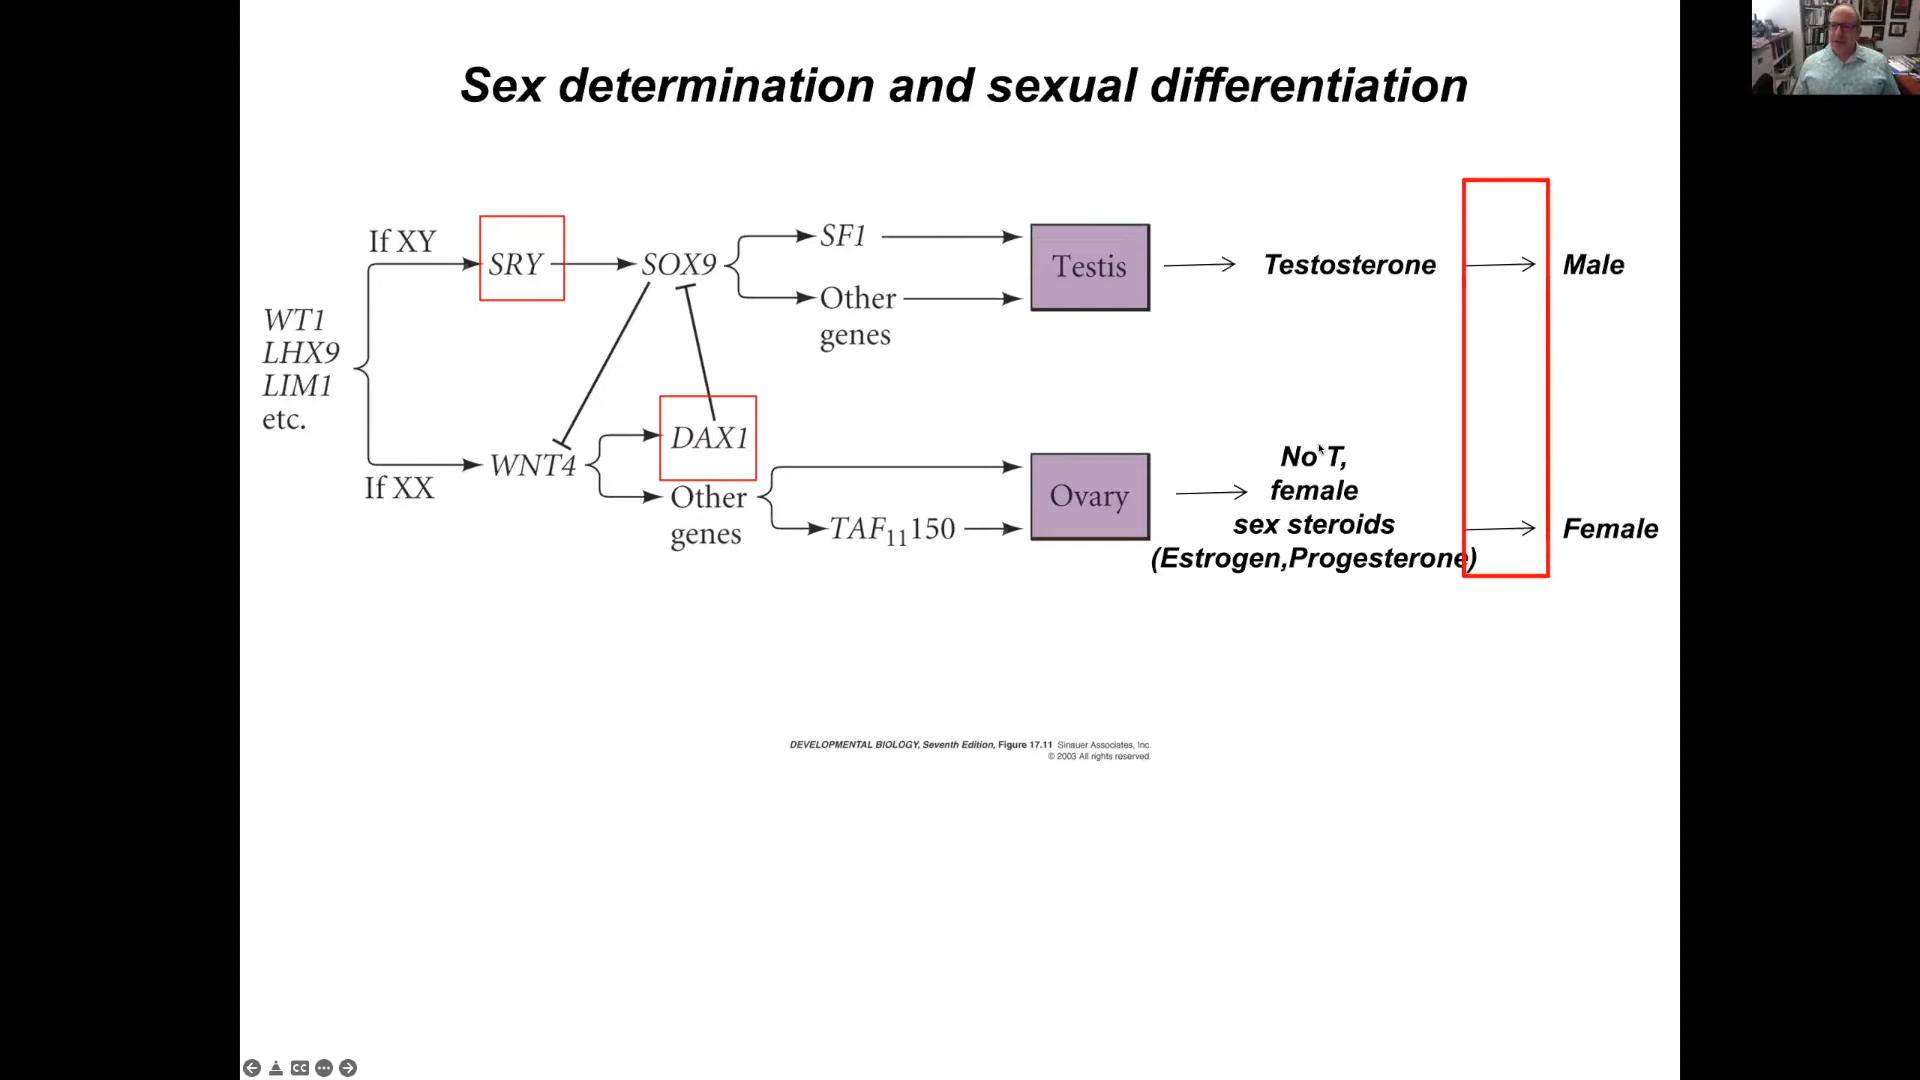 Sex determination and sexual differentiation
If XY
SRY
SOX9
SF1
Other
genes
Testis
Testosterone
Male
WT1
LHX9
LIM1
etc.
If XX
WNT4
DAX1
Other
genes
TAF11150
Ovary
No T,
female
sex steroids
(Estrogen,Progesterone)
Female
DEVELOPMENTAL BIOLOGY, Seventh Edition, Figure 17.11 Sinauer Associates, Inc.
© 2003 All rights reserved.
CC